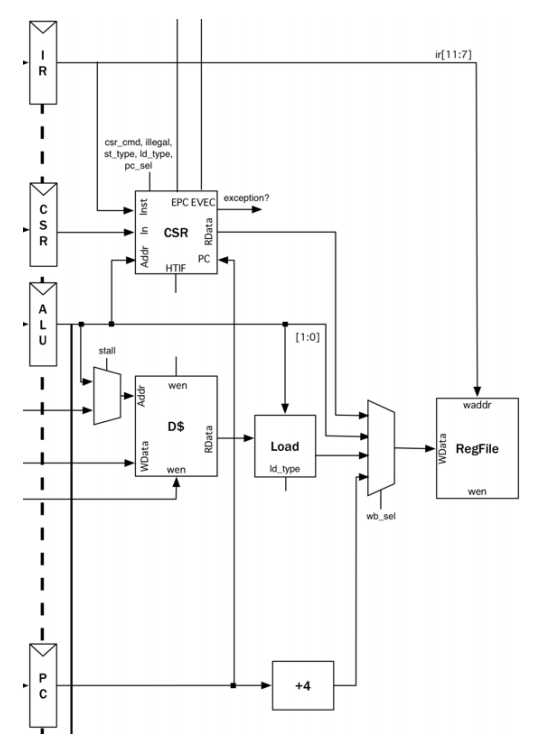 I
R
ir[11:7]
csr_cmd, illegal,
st_type, ld_type,
pc_sel
C
S
R
Inst
EPC EVEC
exception?
In
CSR
RData
Addr
PC
HTIF
A
L
U
[1:0]
stall
wen
Addr
D$
RData
WData
wen
Load
ld_type
waddr
WData
RegFile
wen
wb_sel
P
C
+4